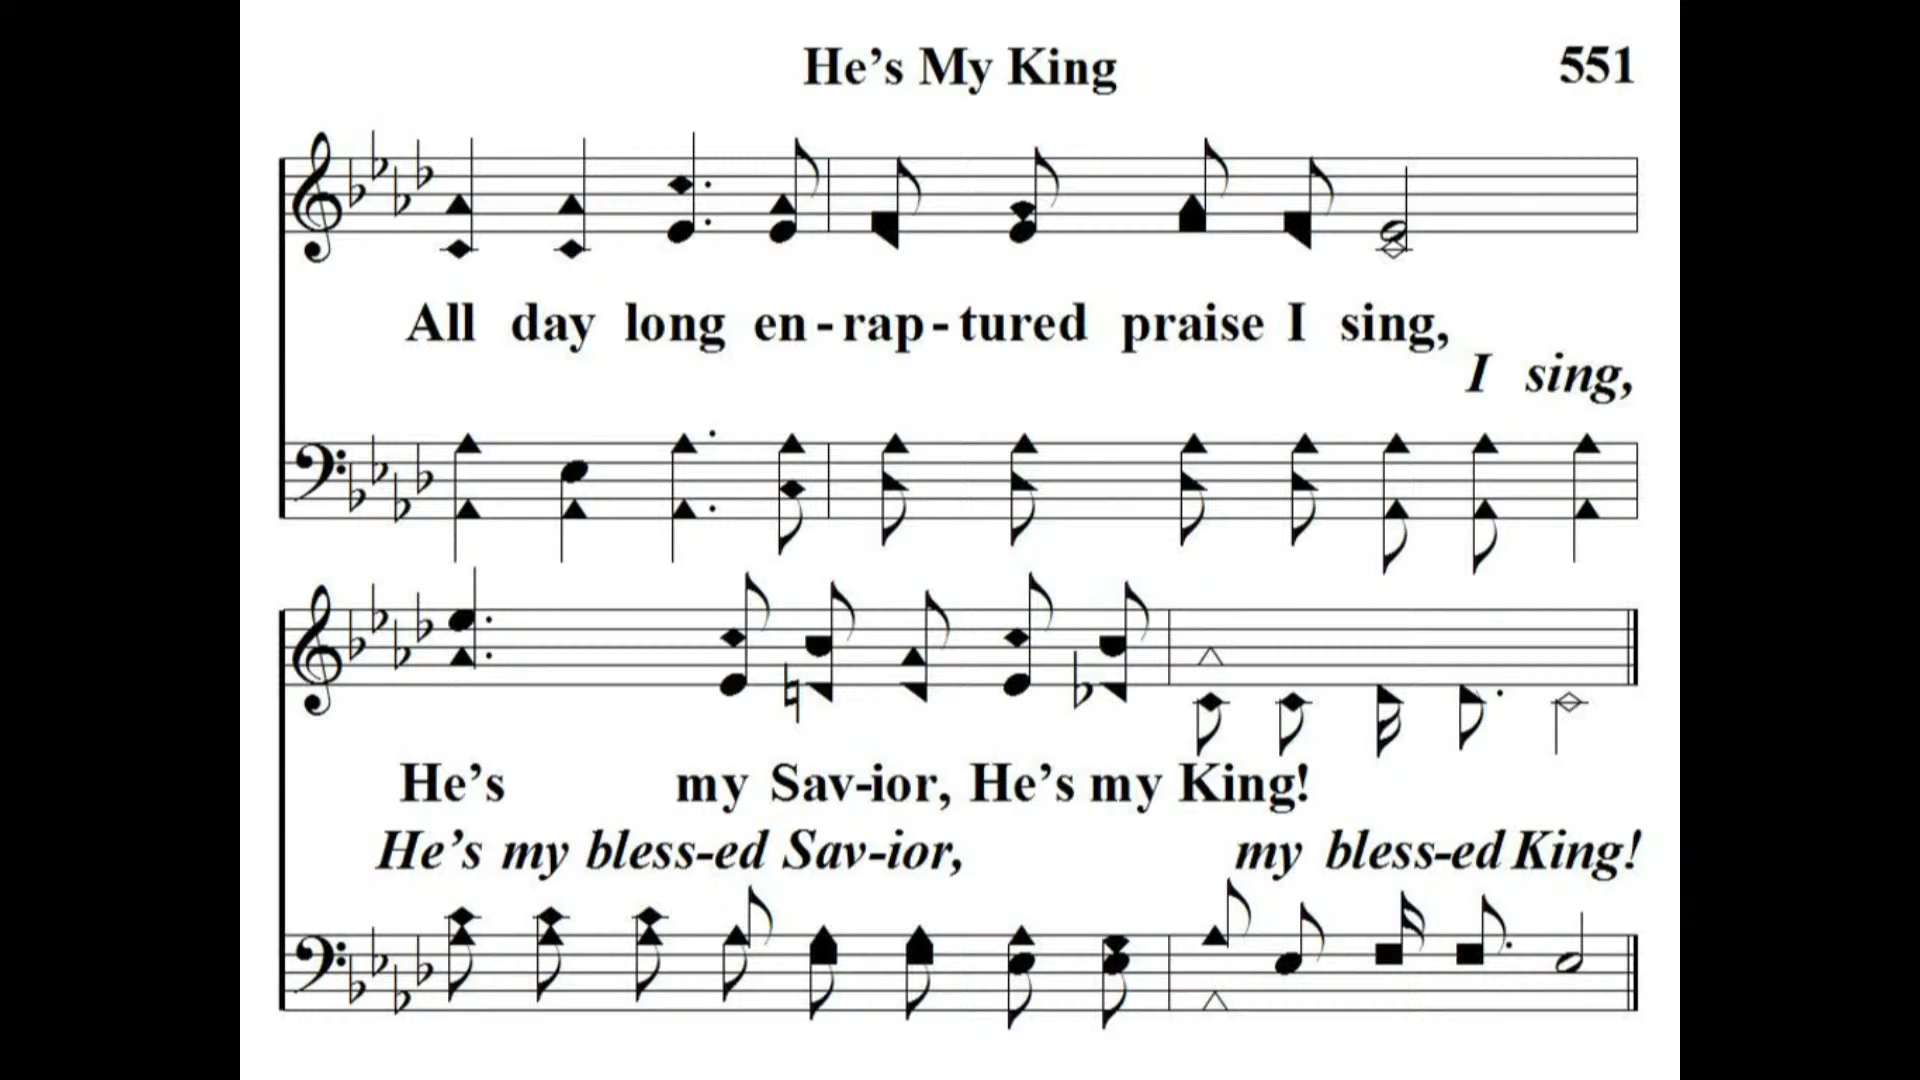 He’s My King 551
All day long en - rap - tured praise I sing,
I sing,
He’s my Sav-ior, He’s my King!
He’s my bless-ed Sav-ior, my bless-ed King!